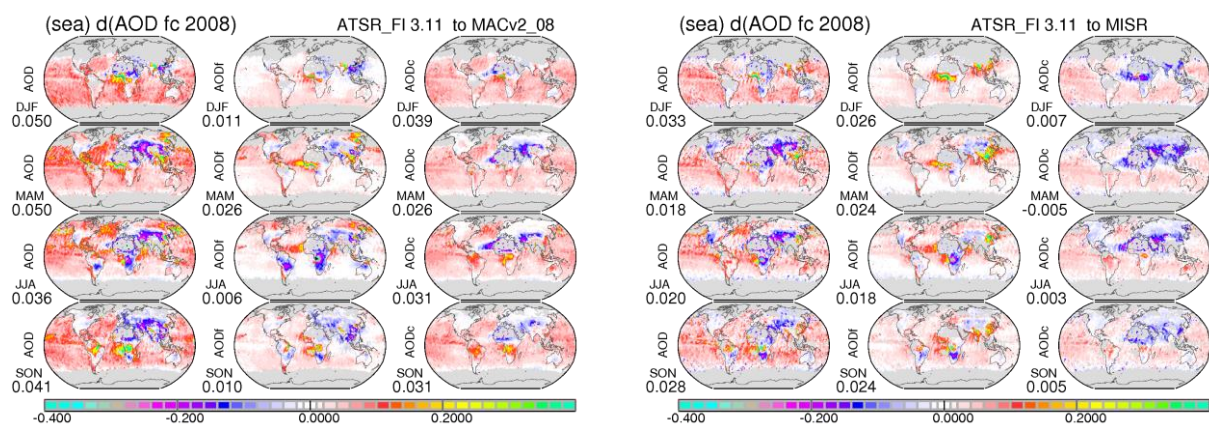 (sea) d(AOD fc 2008) ATSR_FI 3.11 to MACv2_08
AOD AODf AODc
DJF DJF DJF
0.050 0.011 0.039
AOD AODf AODc
MAM MAM MAM
0.050 0.026 0.026
AOD AODf AODc
JJA JJA JJA
0.036 0.006 0.031
AOD AODf AODc
SON SON SON
0.041 0.010 0.031
-0.400 -0.200 0.0000 0.2000
(sea) d(AOD fc 2008) ATSR_FI 3.11 to MISR
AOD AODf AODc
DJF DJF DJF
0.033 0.026 0.007
AOD AODf AODc
MAM MAM MAM
0.018 0.024 -0.005
AOD AODf AODc
JJA JJA JJA
0.020 0.018 0.003
AOD AODf AODc
SON SON SON
0.028 0.024 0.005
-0.400 -0.200 0.0000 0.2000